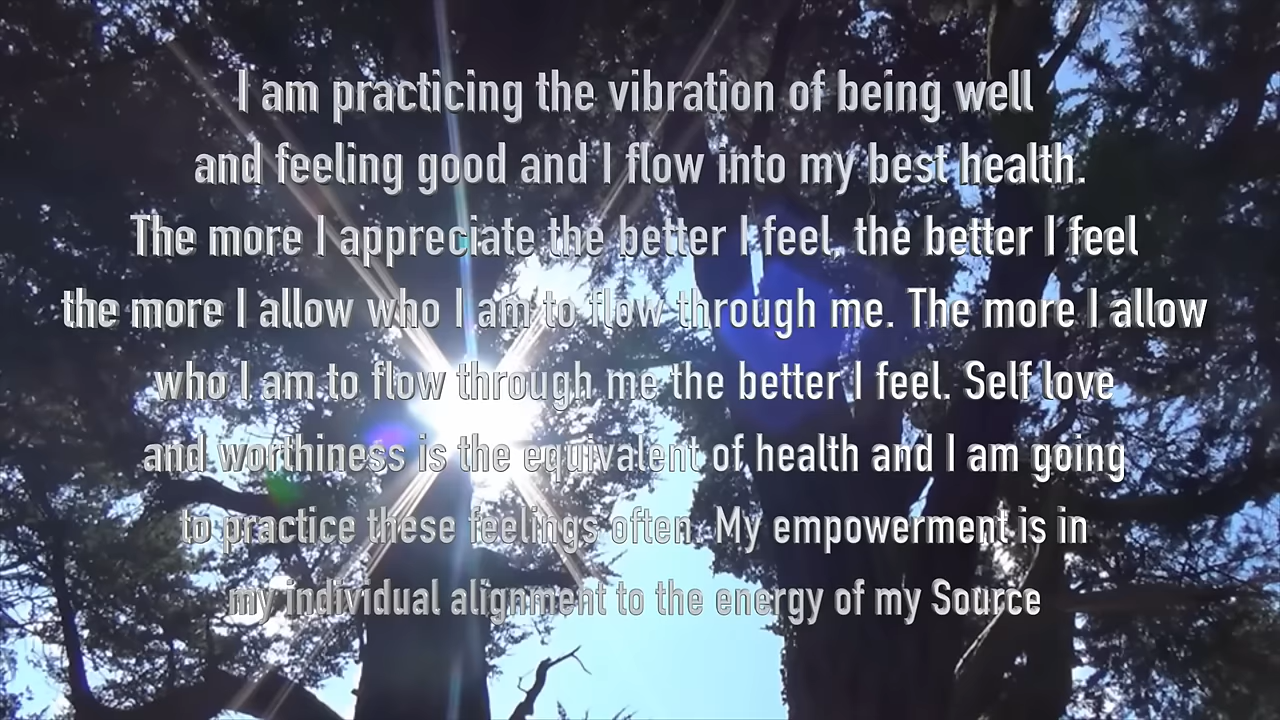 I am practicing the vibration of being well
and feeling good and I flow into my best health.
The more I appreciate the better I feel, the better I feel
the more I allow who I am to flow through me. The more I allow
who I am to flow through me the better I feel. Self love
and worthiness is the equivalent of health and I am going
to practice these feelings often. My empowerment is in
my individual alignment to the energy of my Source